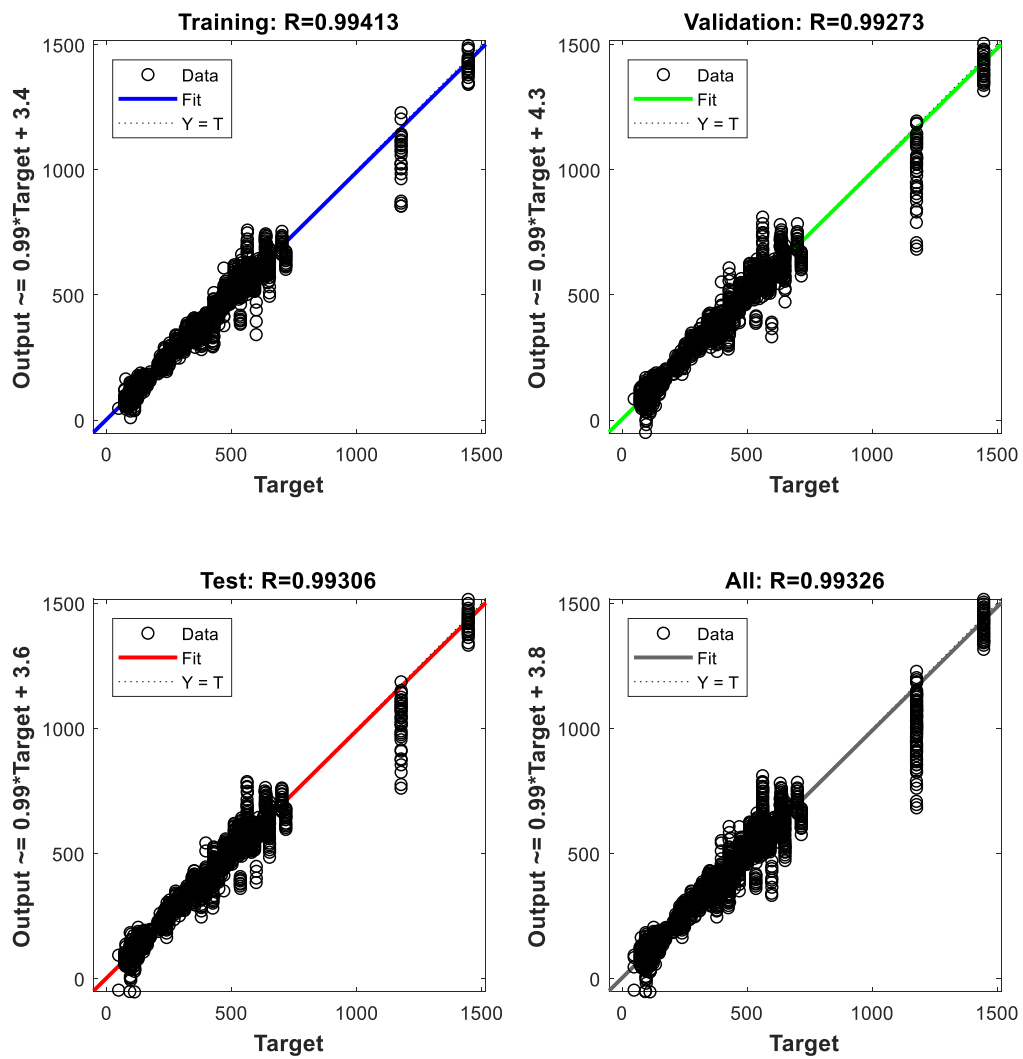 Training: R=0.99413
Output ~= 0.99*Target + 3.4
1500
1000
500
0
Data
Fit
Y = T
0 500 1000 1500
Target
Validation: R=0.99273
Output ~= 0.99*Target + 4.3
1500
1000
500
0
Data
Fit
Y = T
0 500 1000 1500
Target
Test: R=0.99306
Output ~= 0.99*Target + 3.6
1500
1000
500
0
Data
Fit
Y = T
0 500 1000 1500
Target
All: R=0.99326
Output ~= 0.99*Target + 3.8
1500
1000
500
0
Data
Fit
Y = T
0 500 1000 1500
Target